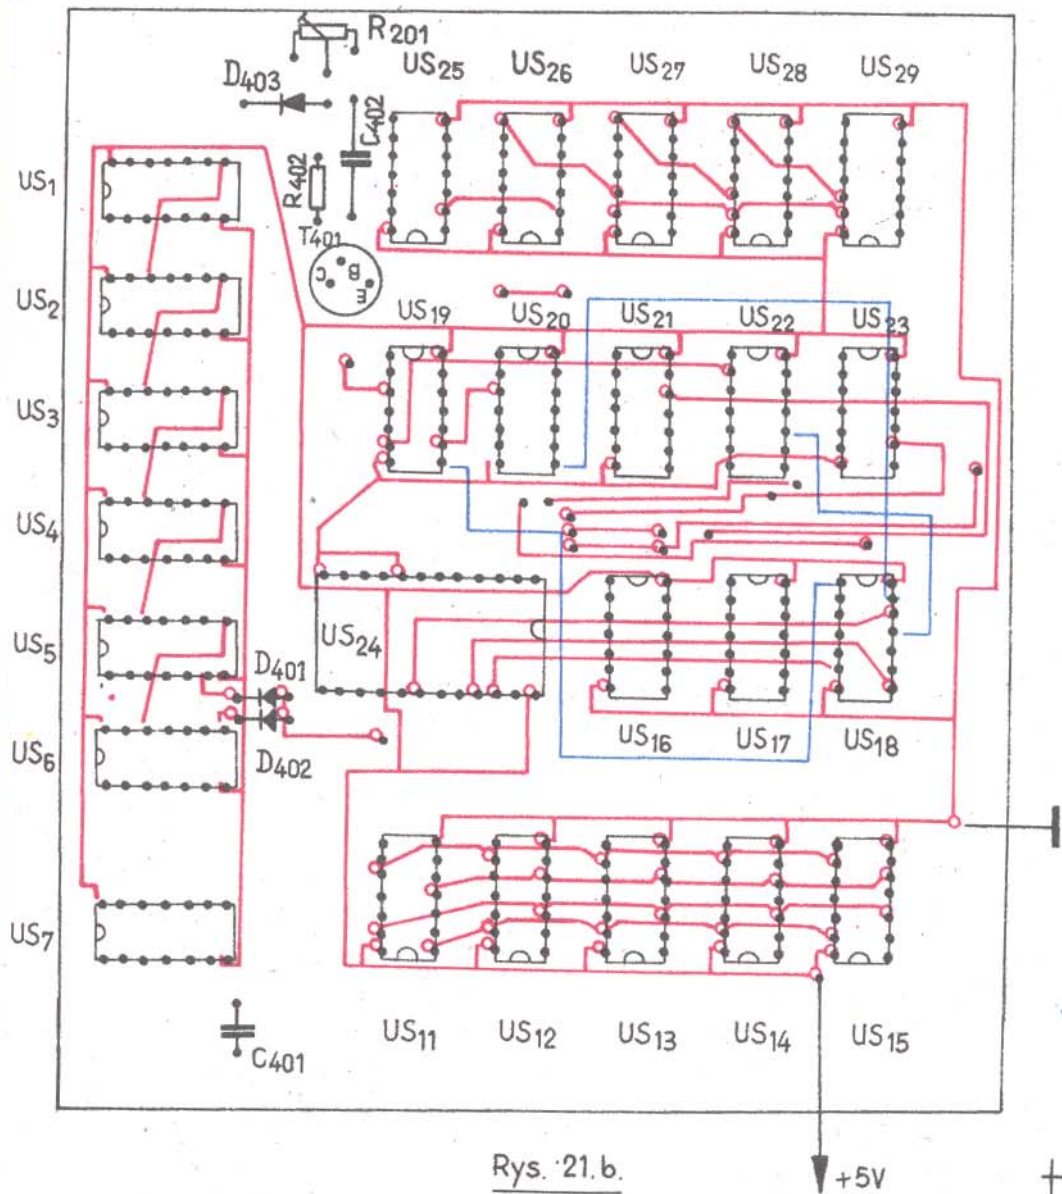 R201
D403
US25 US26 US27 US28 US29
C402
R402
US1
T401
C B E
US2
US19 US20 US21 US22 US23
US3
US4
US24
US5
D401
US16 US17 US18
US6
D402
US7
US11 US12 US13 US14 US15
C401
Rys. 21.b.
+5V
+